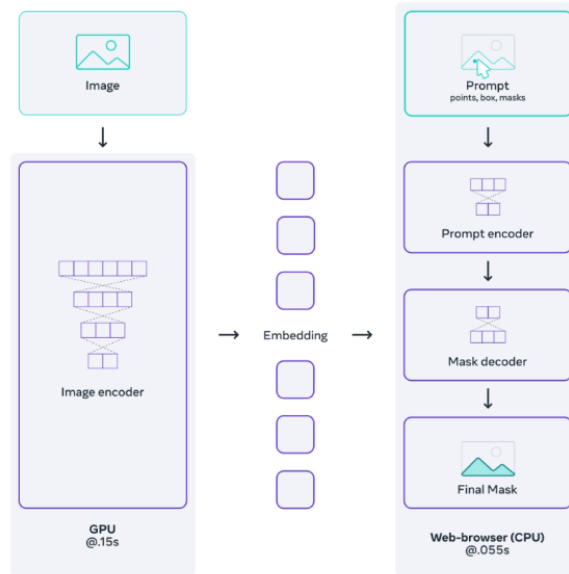 Image
Image encoder
GPU
@.15s
Embedding
Prompt
points, box, masks
Prompt encoder
Mask decoder
Final Mask
Web-browser (CPU)
@.055s